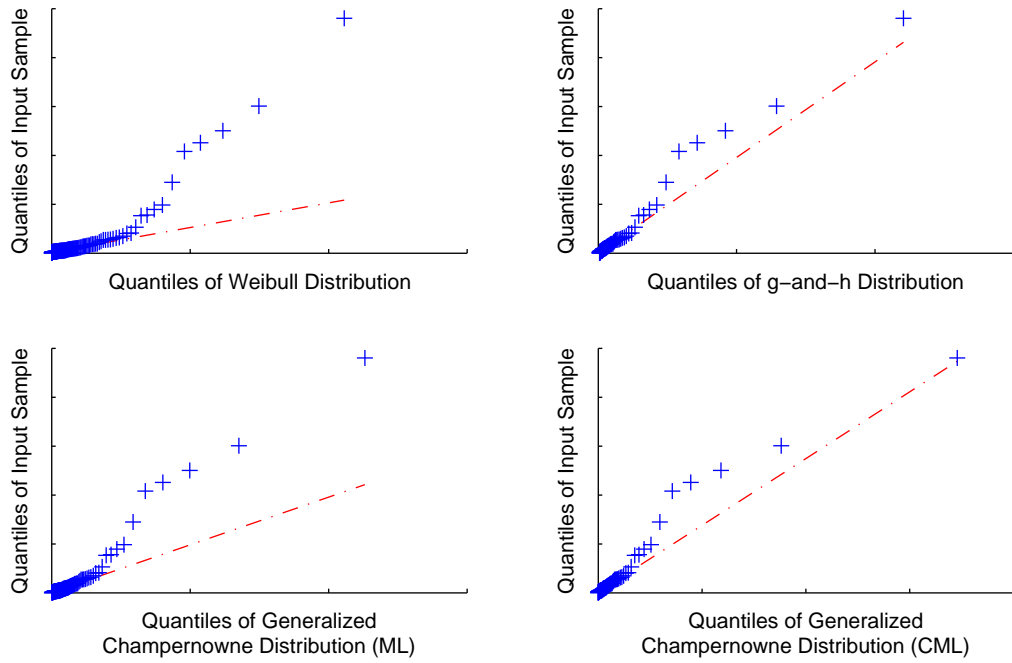 Quantiles of Input Sample
Quantiles of Weibull Distribution
Quantiles of Input Sample
Quantiles of g−and−h Distribution
Quantiles of Input Sample
Quantiles of Generalized
Champernowne Distribution (ML)
Quantiles of Input Sample
Quantiles of Generalized
Champernowne Distribution (CML)